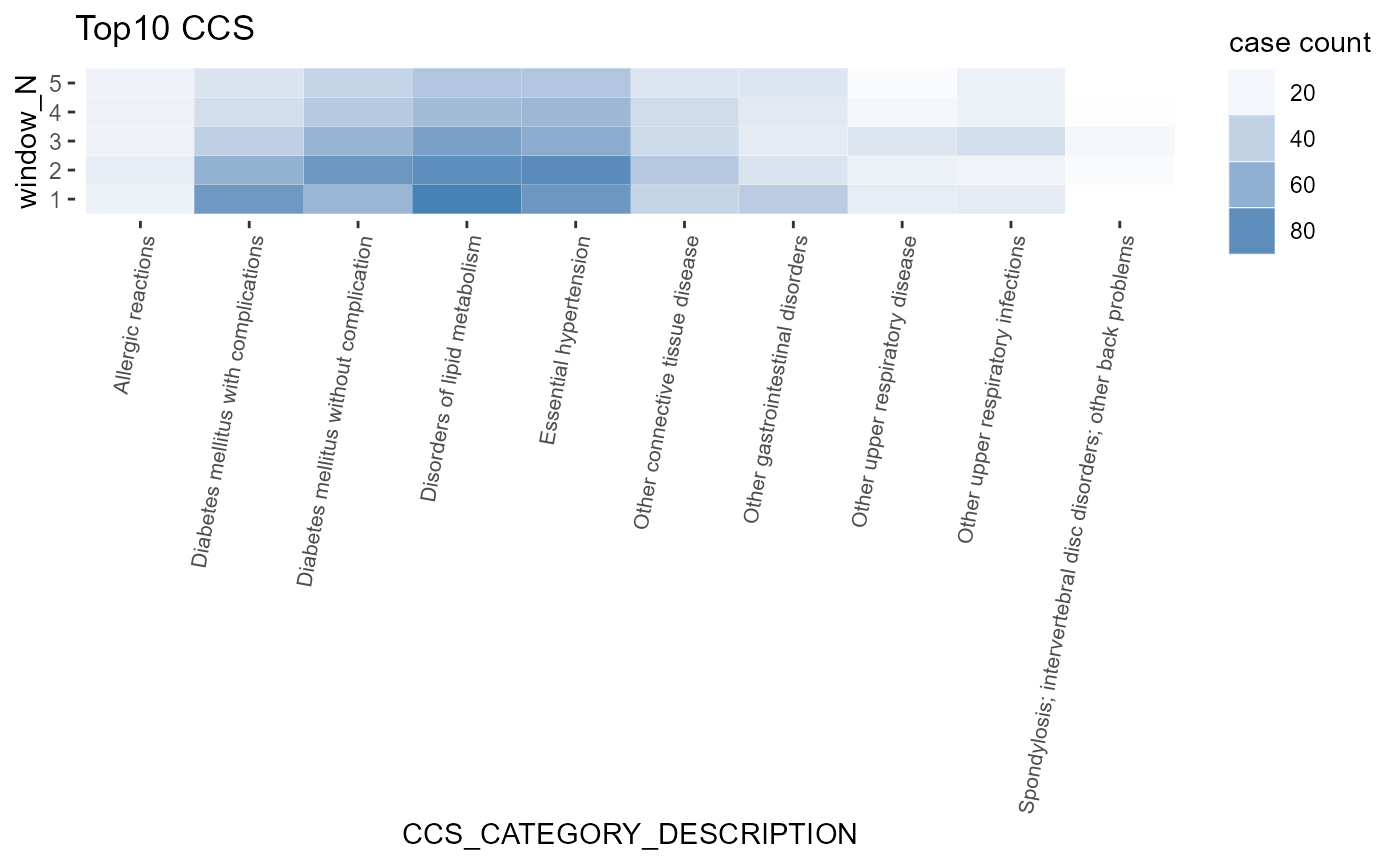 Top10 CCS
window_N
5
4
3
2
1
case count
20
40
60
80
Allergic reactions
Diabetes mellitus with complications
Diabetes mellitus without complication
Disorders of lipid metabolism
Essential hypertension
Other connective tissue disease
Other gastrointestinal disorders
Other upper respiratory disease
Other upper respiratory infections
Spondylosis; intervertebral disc disorders; other back problems
CCS_CATEGORY_DESCRIPTION